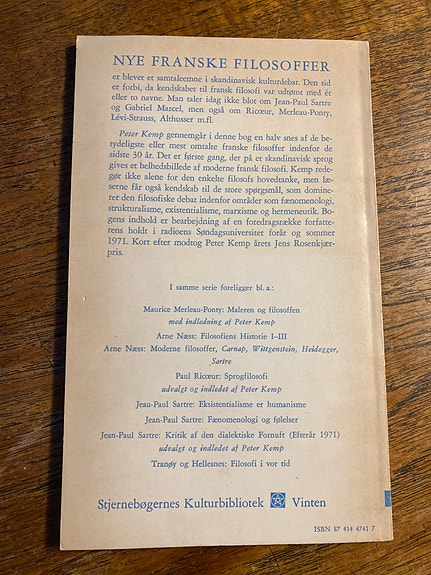 NYE FRANSKE FILOSOFFER
er blevet et samtaleemne i skandinavisk kulturdebat. Den tid
er forbi, da kendskabet til fransk filosofi var udtømt med ét
eller to navne. Man taler idag ikke blot om Jean-Paul Sartre
og Gabriel Marcel, men også om Ricœur, Merleau-Ponty,
Lévi-Strauss, Althusser m.fl.
Peter Kemp gennemgår i denne bog en halv snes af de be-
tydeligste eller mest omtalte franske filosoffer indenfor de
sidste 30 år. Det er første gang, der på et skandinavisk sprog
gives et helhedsbillede af moderne fransk filosofi. Kemp rede-
gør ikke alene for den enkelte filosofs hovedtanke, men læ-
serne får også kendskab til de store spørgsmål, som domine-
rer den filosofiske debat indenfor områder som fænomenologi,
strukturalisme, existentialisme, marxisme og hermeneutik. Bo-
gens indhold er bearbejdning af en foredragsrække forfatte-
rens holdt i radioens Søndagsuniversitet forår og sommer
1971. Kort efter modtog Peter Kemp årets Jens Rosenkjær-
pris.
I samme serie foreligger bl. a.:
Maurice Merleau-Ponty: Maleren og filosoffen
med indledning af Peter Kemp
Arne Næss: Filosofiens Historie I-III
Arne Næss: Moderne filosoffer, Carnap, Wittgenstein, Heidegger,
Sartre
Paul Ricœur: Sprogfilosofi
udvalgt og indledet af Peter Kemp
Jeau-Paul Sartre: Eksistentialisme er humanisme
Jean-Paul Sartre: Fænomenologi og følelser
Jean-Paul Sartre: Kritik af den dialektiske Fornuft (Efterår 1971)
udvalgt og indledet af Peter Kemp
Tranøy og Hellesnes: Filosofi i vor tid
Stjernebøgernes Kulturbibliotek Vinten
ISBN 87 414 4741 7